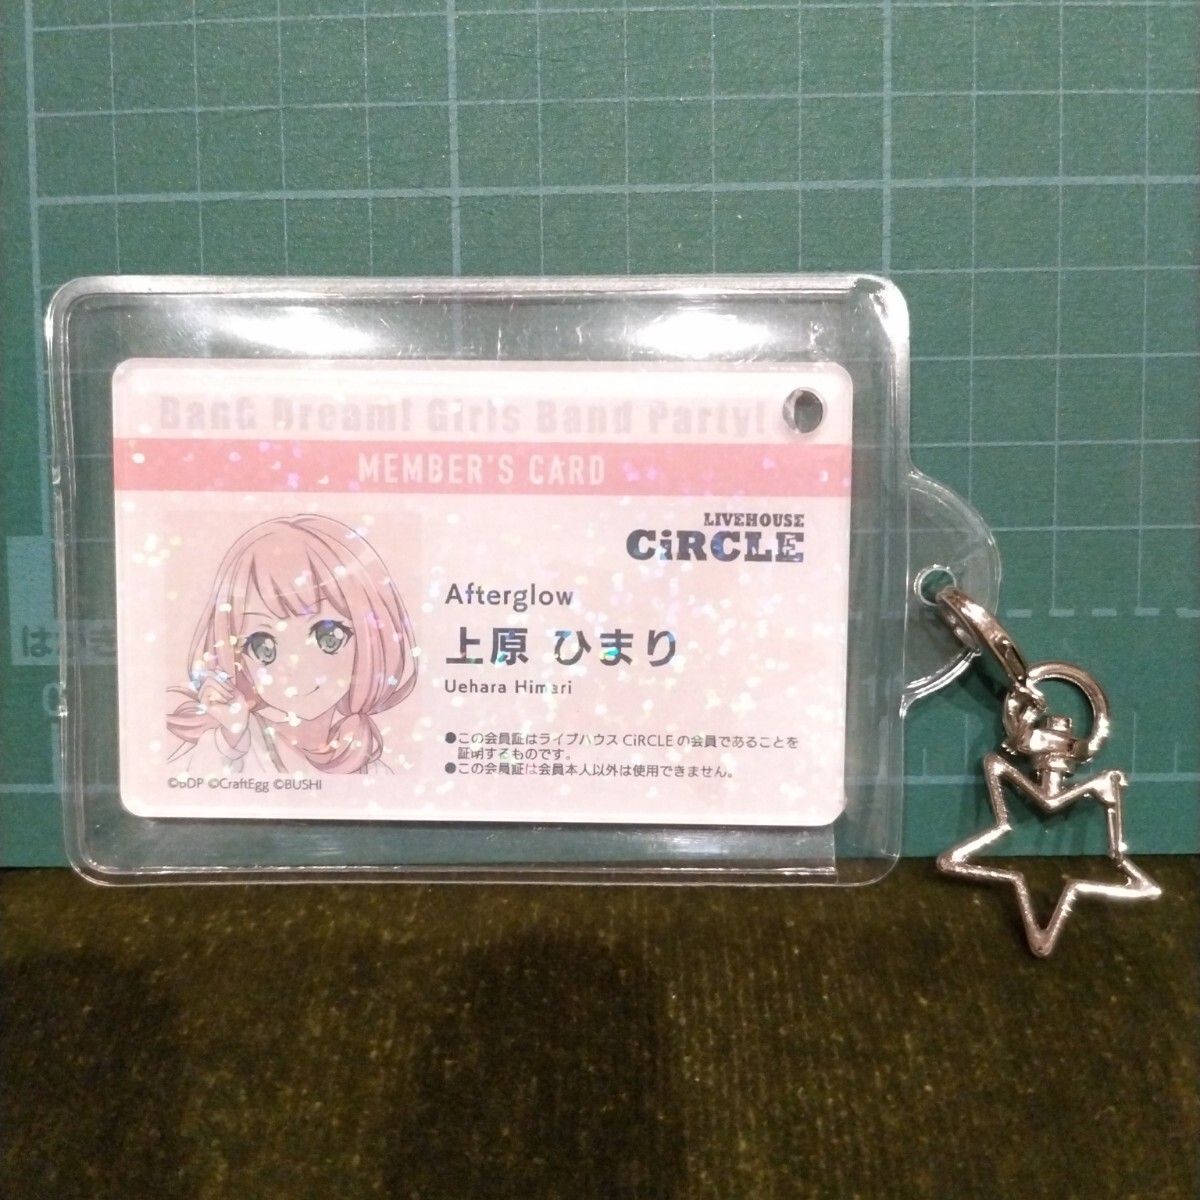 BanG Dream! Girls Band Party!
MEMBER'S CARD
LIVEHOUSE
CiRCLE
Afterglow
上原 ひまり
Uehara Himari
●この会員証はライブハウス CiRCLE の会員であることを
証明するものです。
●この会員証は会員本人以外は使用できません。
©BDP ©CraftEgg ©BUSHI
はがき